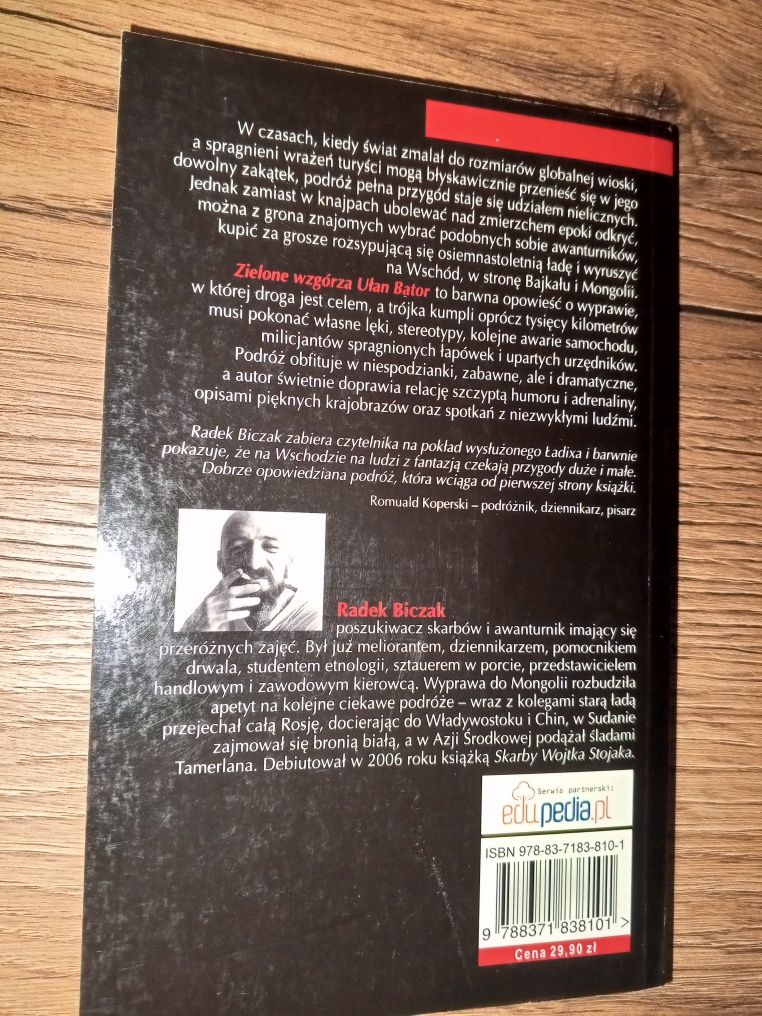 W czasach, kiedy świat zmalał do rozmiarów globalnej wioski,
a spragnieni wrażeń turyści mogą błyskawicznie przenieść się w jego
dowolny zakątek, podróż pełna przygód staje się udziałem nielicznych.
Jednak zamiast w knajpach ubolewać nad zmierzchem epoki odkryć,
można z grona znajomych wybrać podobnych sobie awanturników,
kupić za grosze rozsypującą się osiemnastoletnią ładę i wyruszyć
na Wschód, w stronę Bajkału i Mongolii.
Zielone wzgórza Ułan Bator to barwna opowieść o wyprawie,
w której droga jest celem, a trójka kumpli oprócz tysięcy kilometrów
musi pokonać własne lęki, stereotypy, kolejne awarie samochodu,
milicjantów spragnionych łapówek i upartych urzędników.
Podróż obfituje w niespodzianki, zabawne, ale i dramatyczne,
a autor świetnie doprawia relację szczyptą humoru i adrenaliny,
opisami pięknych krajobrazów oraz spotkań z niezwykłymi ludźmi.
Radek Biczak zabiera czytelnika na pokład wysłużonego Ładixa i barwnie
pokazuje, że na Wschodzie na ludzi z fantazją czekają przygody duże i małe.
Dobrze opowiedziana podróż, która wciąga od pierwszej strony książki.
Romuald Koperski – podróżnik, dziennikarz, pisarz
Radek Biczak
poszukiwacz skarbów i awanturnik imający się
przeróżnych zajęć. Był już meliorantem, dziennikarzem, pomocnikiem
drwala, studentem etnologii, sztauerem w porcie, przedstawicielem
handlowym i zawodowym kierowcą. Wyprawa do Mongolii rozbudziła
apetyt na kolejne ciekawe podróże – wraz z kolegami starą ładą
przejechał całą Rosję, docierając do Władywostoku i Chin, w Sudanie
zajmował się bronią białą, a w Azji Środkowej podążał śladami
Tamerlana. Debiutował w 2006 roku książką Skarby Wojtka Stojaka.
Serwis partnerski:
edupedia.pl
ISBN 978-83-7183-810-1
9 788371 838101 >
Cena 29,90 zł